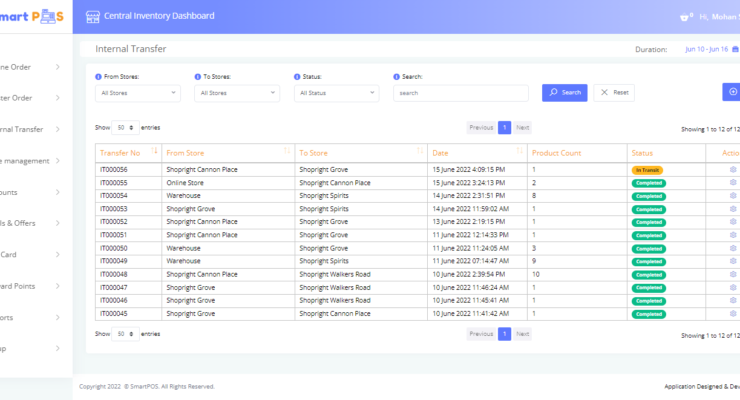 mart POS
Central Inventory Dashboard
0 Hi, Mohan S
Internal Transfer
Duration: Jun 10 - Jun 16
From Stores: To Stores: Status: Search:
All Stores All Stores All Status search Search Reset
Show 50 entries Previous 1 Next Showing 1 to 12 of 12
Transfer No From Store To Store Date Product Count Status Actio
IT000056 Shopright Cannon Place Shopright Grove 15 June 2022 4:09:15 PM 1 In Transit
IT000055 Online Store Shopright Cannon Place 15 June 2022 3:24:13 PM 2 Completed
IT000054 Warehouse Shopright Spirits 14 June 2022 2:31:51 PM 8 Completed
IT000053 Shopright Grove Shopright Spirits 14 June 2022 11:59:02 AM 1 Completed
IT000052 Shopright Cannon Place Shopright Grove 13 June 2022 2:19:15 PM 1 Completed
IT000051 Shopright Cannon Place Shopright Grove 11 June 2022 12:14:33 PM 1 Completed
IT000050 Warehouse Shopright Grove 11 June 2022 11:24:05 AM 3 Completed
IT000049 Warehouse Shopright Spirits 11 June 2022 07:14:47 AM 9 Completed
IT000048 Shopright Cannon Place Shopright Walkers Road 10 June 2022 2:39:54 PM 10 Completed
IT000047 Shopright Grove Shopright Walkers Road 10 June 2022 11:46:24 AM 1 Completed
IT000046 Shopright Grove Shopright Walkers Road 10 June 2022 11:45:41 AM 1 Completed
IT000045 Shopright Grove Shopright Cannon Place 10 June 2022 11:41:42 AM 1 Completed
Show 50 entries Previous 1 Next Showing 1 to 12 of 12
ne Order
ter Order
rnal Transfer
e management
ounts
ls & Offers
Card
vard Points
orts
up
Copyright 2022 © SmartPOS. All Rights Reserved. Application Designed & Dev